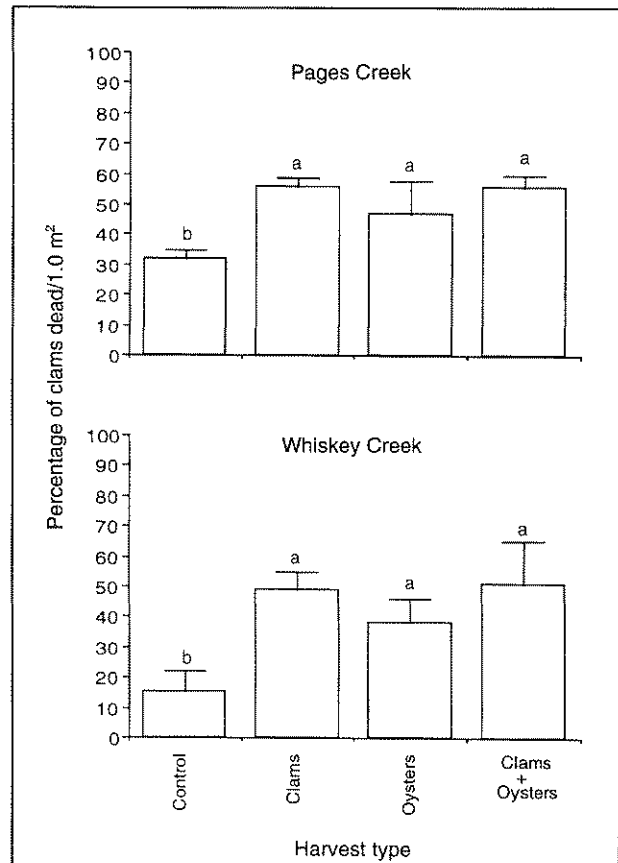 Percentage of clams dead/1.0 m²
Pages Creek
100
90
80
70
60
50
40
30
20
10
0
b
a
a
a
Whiskey Creek
100
90
80
70
60
50
40
30
20
10
0
b
a
a
a
Control
Clams
Oysters
Clams
+
Oysters
Harvest type